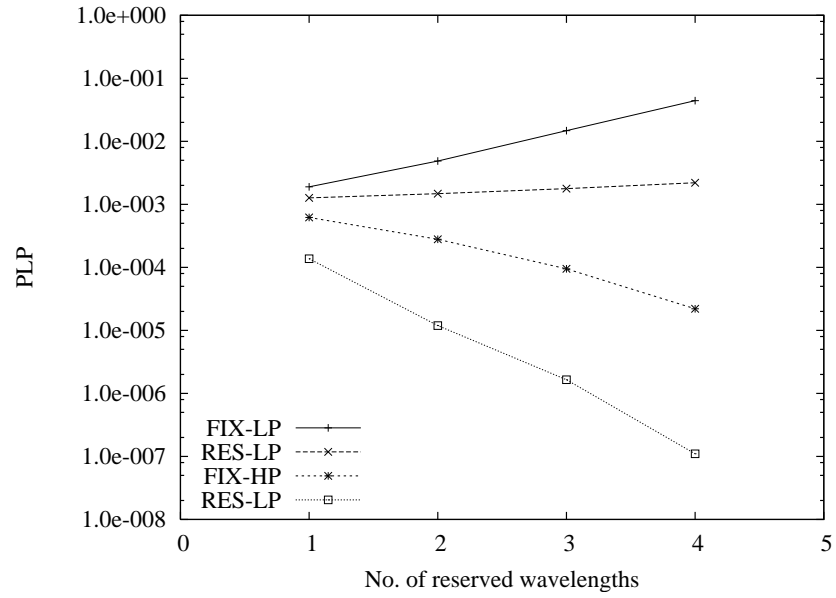 1.0e+000
1.0e-001
1.0e-002
1.0e-003
1.0e-004
1.0e-005
1.0e-006
1.0e-007
1.0e-008
PLP
FIX-LP
RES-LP
FIX-HP
RES-LP
0 1 2 3 4 5
No. of reserved wavelengths